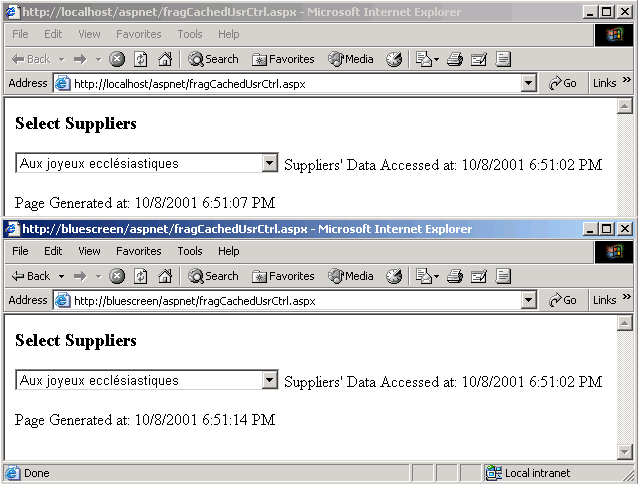 http://localhost/aspnet/fragCachedUsrCtrl.aspx - Microsoft Internet Explorer
File Edit View Favorites Tools Help
Back Search Favorites Media
Address http://localhost/aspnet/fragCachedUsrCtrl.aspx Go Links »
Select Suppliers
Aux joyeux ecclésiastiques Suppliers' Data Accessed at: 10/8/2001 6:51:02 PM
Page Generated at: 10/8/2001 6:51:07 PM
http://bluescreen/aspnet/fragCachedUsrCtrl.aspx - Microsoft Internet Explorer
File Edit View Favorites Tools Help
Back Search Favorites Media
Address http://bluescreen/aspnet/fragCachedUsrCtrl.aspx Go Links »
Select Suppliers
Aux joyeux ecclésiastiques Suppliers' Data Accessed at: 10/8/2001 6:51:02 PM
Page Generated at: 10/8/2001 6:51:14 PM
Done Local intranet